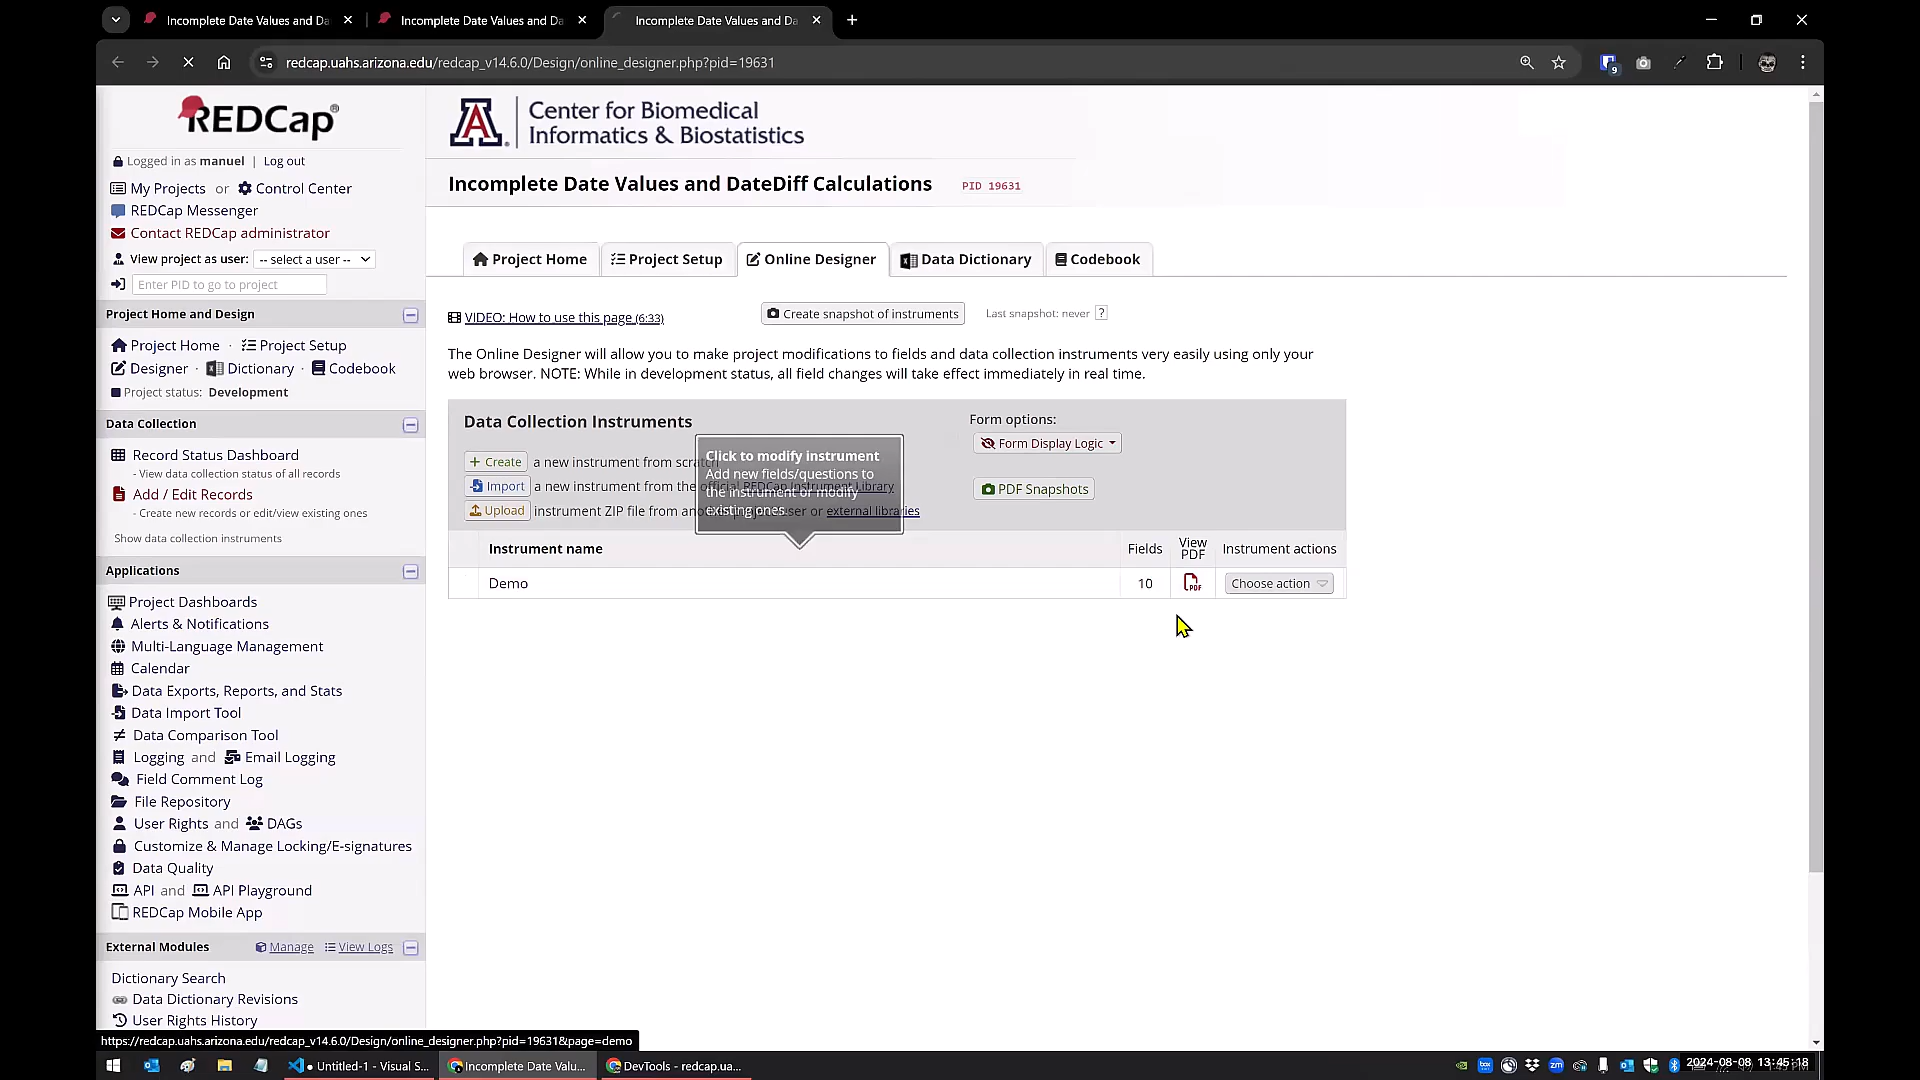 Incomplete Date Values and Da
Incomplete Date Values and Da
Incomplete Date Values and Da
redcap.uahs.arizona.edu/redcap_v14.6.0/Design/online_designer.php?pid=19631
9
REDCap®
Logged in as manuel | Log out
My Projects or Control Center
REDCap Messenger
Contact REDCap administrator
View project as user: -- select a user --
Enter PID to go to project
Project Home and Design
Project Home · Project Setup
Designer · Dictionary · Codebook
Project status: Development
Data Collection
Record Status Dashboard
- View data collection status of all records
Add / Edit Records
- Create new records or edit/view existing ones
Show data collection instruments
Applications
Project Dashboards
Alerts & Notifications
Multi-Language Management
Calendar
Data Exports, Reports, and Stats
Data Import Tool
Data Comparison Tool
Logging and Email Logging
Field Comment Log
File Repository
User Rights and DAGs
Customize & Manage Locking/E-signatures
Data Quality
API and API Playground
REDCap Mobile App
External Modules Manage View Logs
Dictionary Search
Data Dictionary Revisions
User Rights History
A Center for Biomedical
Informatics & Biostatistics
Incomplete Date Values and DateDiff Calculations PID 19631
Project Home Project Setup Online Designer Data Dictionary Codebook
VIDEO: How to use this page (6:33) Create snapshot of instruments Last snapshot: never ?
The Online Designer will allow you to make project modifications to fields and data collection instruments very easily using only your
web browser. NOTE: While in development status, all field changes will take effect immediately in real time.
Data Collection Instruments
Form options:
Form Display Logic
PDF Snapshots
+ Create a new instrument from scratch
Import a new instrument from the official REDCap Instrument Library
Upload instrument ZIP file from another project/user or external libraries
Click to modify instrument
Add new fields/questions to
the instrument or modify
existing ones.
Instrument name Fields View PDF Instrument actions
Demo 10 PDF Choose action
https://redcap.uahs.arizona.edu/redcap_v14.6.0/Design/online_designer.php?pid=19631&page=demo
Untitled-1 - Visual S... Incomplete Date Valu... DevTools - redcap.ua... 2024-08-08 13:45:18